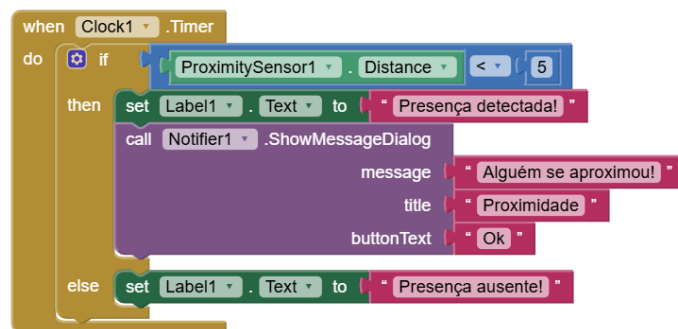 when Clock1 .Timer
do if ProximitySensor1 . Distance < 5
then set Label1 . Text to " Presença detectada! "
call Notifier1 .ShowMessageDialog
message " Alguém se aproximou! "
title " Proximidade "
buttonText " Ok "
else set Label1 . Text to " Presença ausente! "